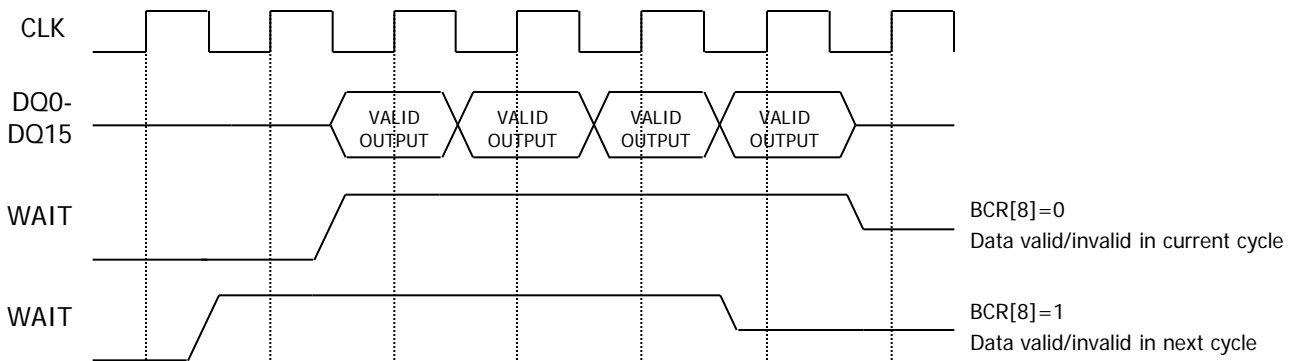 CLK
DQ0-
DQ15
VALID
OUTPUT
VALID
OUTPUT
VALID
OUTPUT
VALID
OUTPUT
WAIT
BCR[8]=0
Data valid/invalid in current cycle
WAIT
BCR[8]=1
Data valid/invalid in next cycle